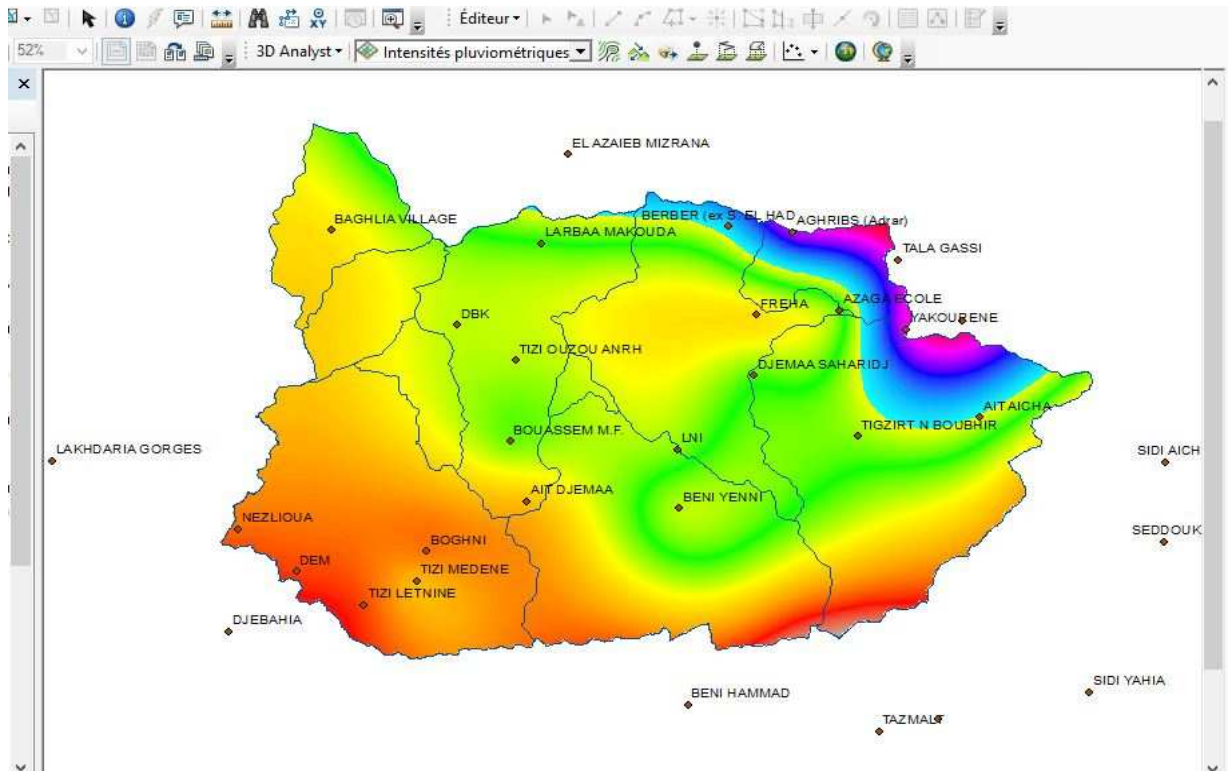 Éditeur
52%
3D Analyst
Intensités pluviométriques
EL AZAIEB MIZRANA
BAGHLIA VILLAGE
BERBER (ex S. EL HAD
AGHRIBS (Adrar)
LARBAA MAKOUDA
TALA GASSI
FREHA
AZAGA ECOLE
DBK
YAKOURENE
TIZI OUZOU ANRH
DJEMAA SAHARIDJ
AIT AICHA
BOUASSEM M.F.
LNI
TIGZIRT N BOUBHIR
LAKHDARIA GORGES
SIDI AICH
AIT DJEMAA
BENI YENNI
NEZLIOUA
SEDDOUK
BOGHNI
DEM
TIZI MEDENE
TIZI LETNINE
DJEBAHIA
SIDI YAHIA
BENI HAMMAD
TAZMALT